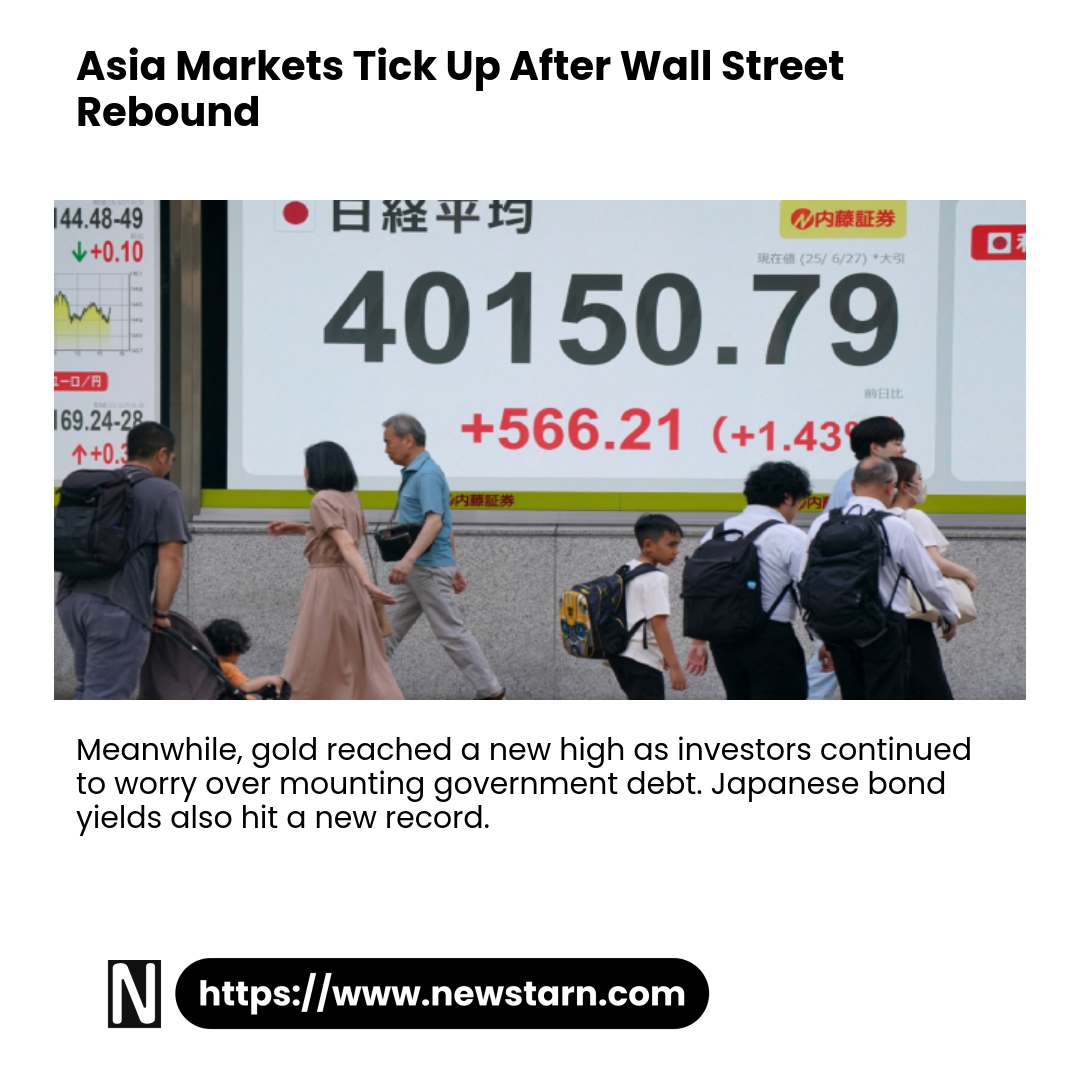 Asia Markets Tick Up After Wall Street
Rebound
144.48-49
+0.10
日経平均
内藤証券
現在値 (25/ 6/27) *大引
40150.79
前日比
+566.21 (+1.43%
ユーロ/円
169.24-28
+0.3
内藤証券
Meanwhile, gold reached a new high as investors continued
to worry over mounting government debt. Japanese bond
yields also hit a new record.
N
https://www.newstarn.com